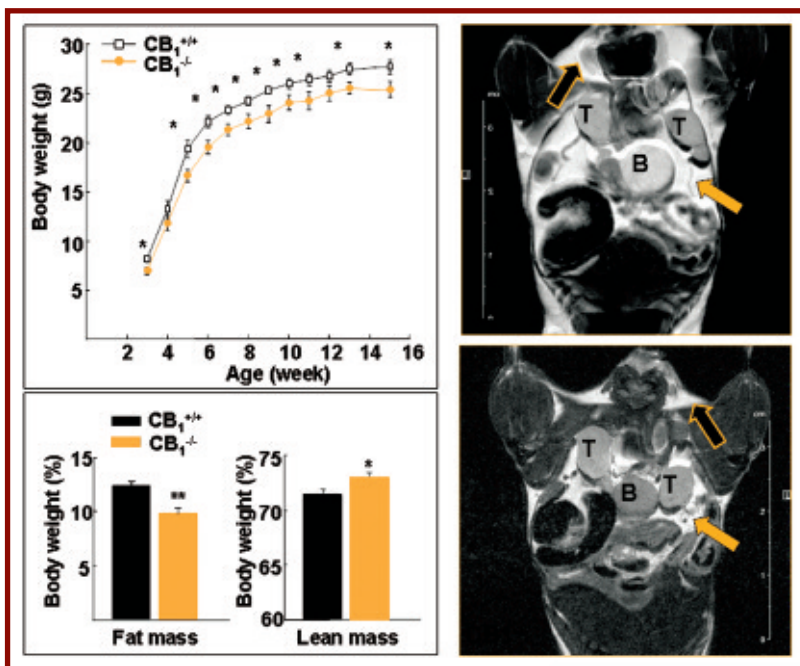 30
25
20
15
10
5
Body weight (g)
CB1+/+
CB1-/-
* * * * * * * * * * *
2 4 6 8 10 12 14 16
Age (week)
CB1+/+
CB1-/-
Body weight (%)
15
10
5
**
Fat mass
Body weight (%)
75
70
65
60
*
Lean mass
T
T
B
T
T
B